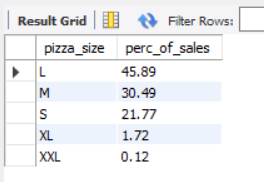 Result Grid Filter Rows:
pizza_size perc_of_sales
L 45.89
M 30.49
S 21.77
XL 1.72
XXL 0.12